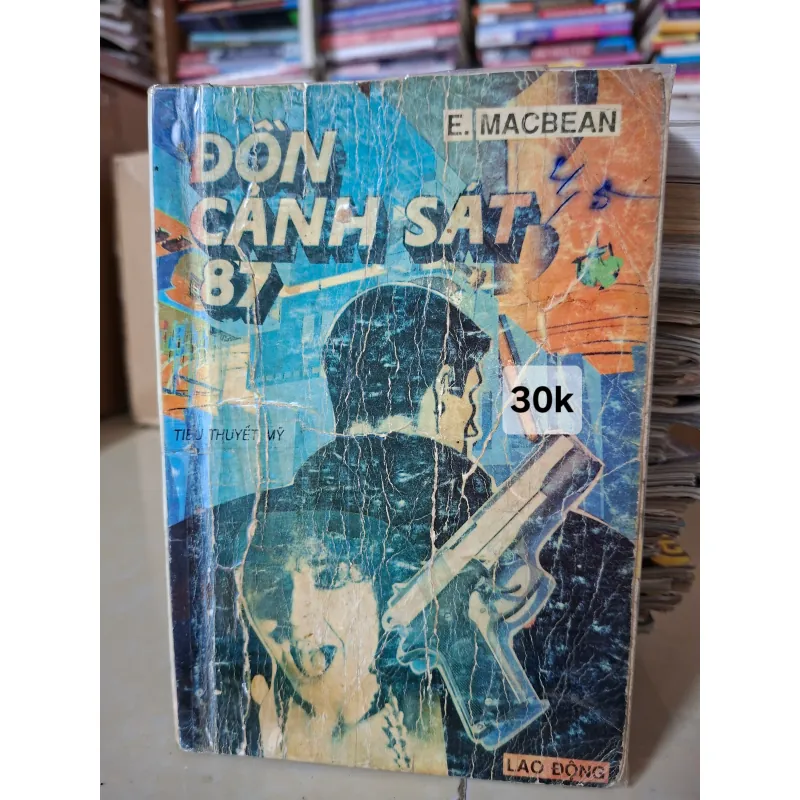 E. MACBEAN
ĐỒN
CẢNH SÁT
87
30k
TIỂU THUYẾT MỸ
LAO ĐỘNG